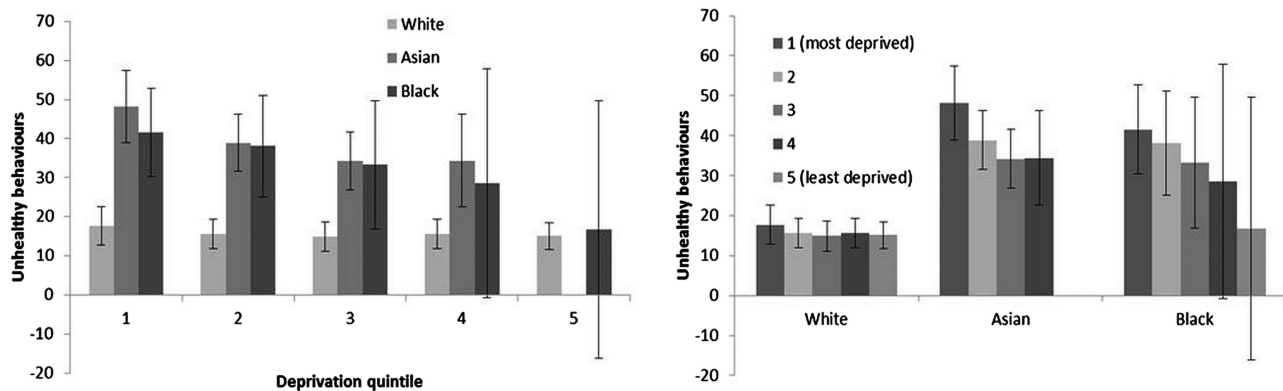 Unhealthy behaviours
70
60
50
40
30
20
10
0
-10
-20
White
Asian
Black
1 2 3 4 5
Deprivation quintile
Unhealthy behaviours
70
60
50
40
30
20
10
0
-10
-20
1 (most deprived)
2
3
4
5 (least deprived)
White Asian Black